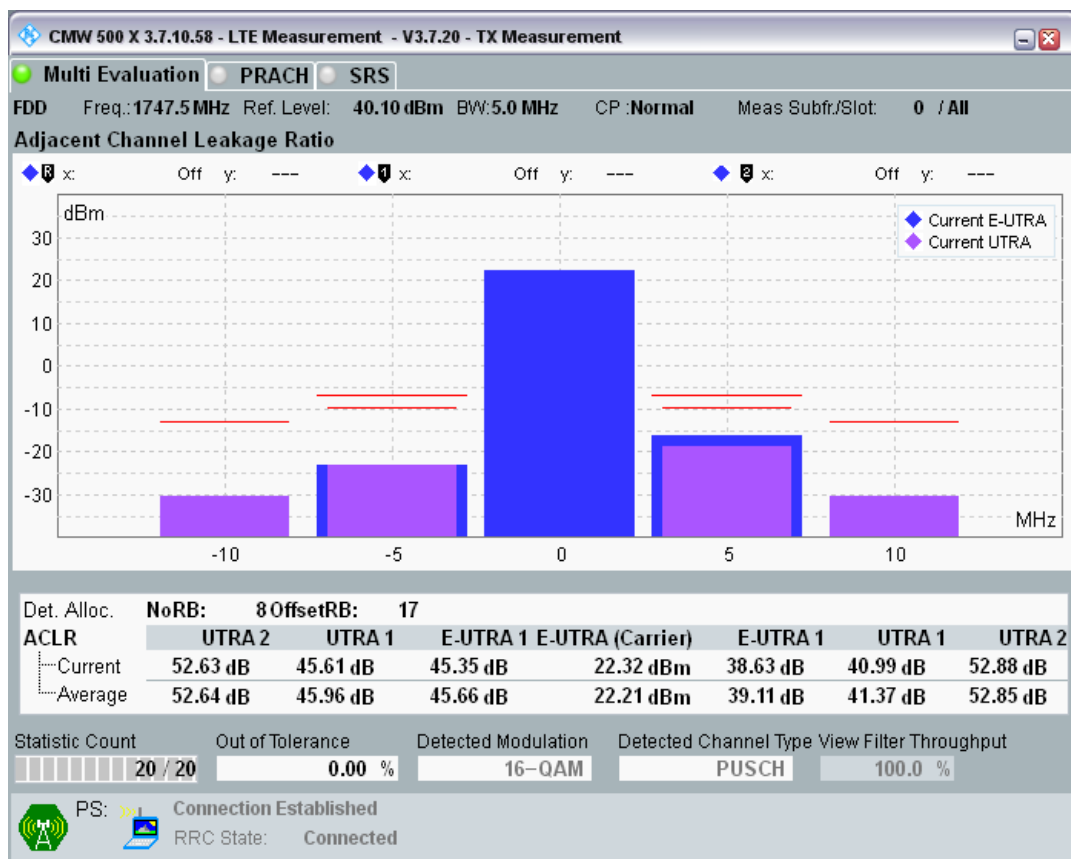 CMW 500 X 3.7.10.58 - LTE Measurement - V3.7.20 - TX Measurement
Multi Evaluation PRACH SRS
FDD Freq.: 1747.5 MHz Ref. Level: 40.10 dBm BW: 5.0 MHz CP : Normal Meas Subfr./Slot: 0 / All
Adjacent Channel Leakage Ratio
R x: Off y: --- 1 x: Off y: --- 2 x: Off y: ---
dBm
Current E-UTRA
Current UTRA
30
20
10
0
-10
-20
-30
MHz
-10 -5 0 5 10
Det. Alloc. NoRB: 8 OffsetRB: 17
ACLR UTRA 2 UTRA 1 E-UTRA 1 E-UTRA (Carrier) E-UTRA 1 UTRA 1 UTRA 2
Current 52.63 dB 45.61 dB 45.35 dB 22.32 dBm 38.63 dB 40.99 dB 52.88 dB
Average 52.64 dB 45.96 dB 45.66 dB 22.21 dBm 39.11 dB 41.37 dB 52.85 dB
Statistic Count Out of Tolerance Detected Modulation Detected Channel Type View Filter Throughput
20 / 20 0.00 % 16-QAM PUSCH 100.0 %
PS: Connection Established
RRC State: Connected